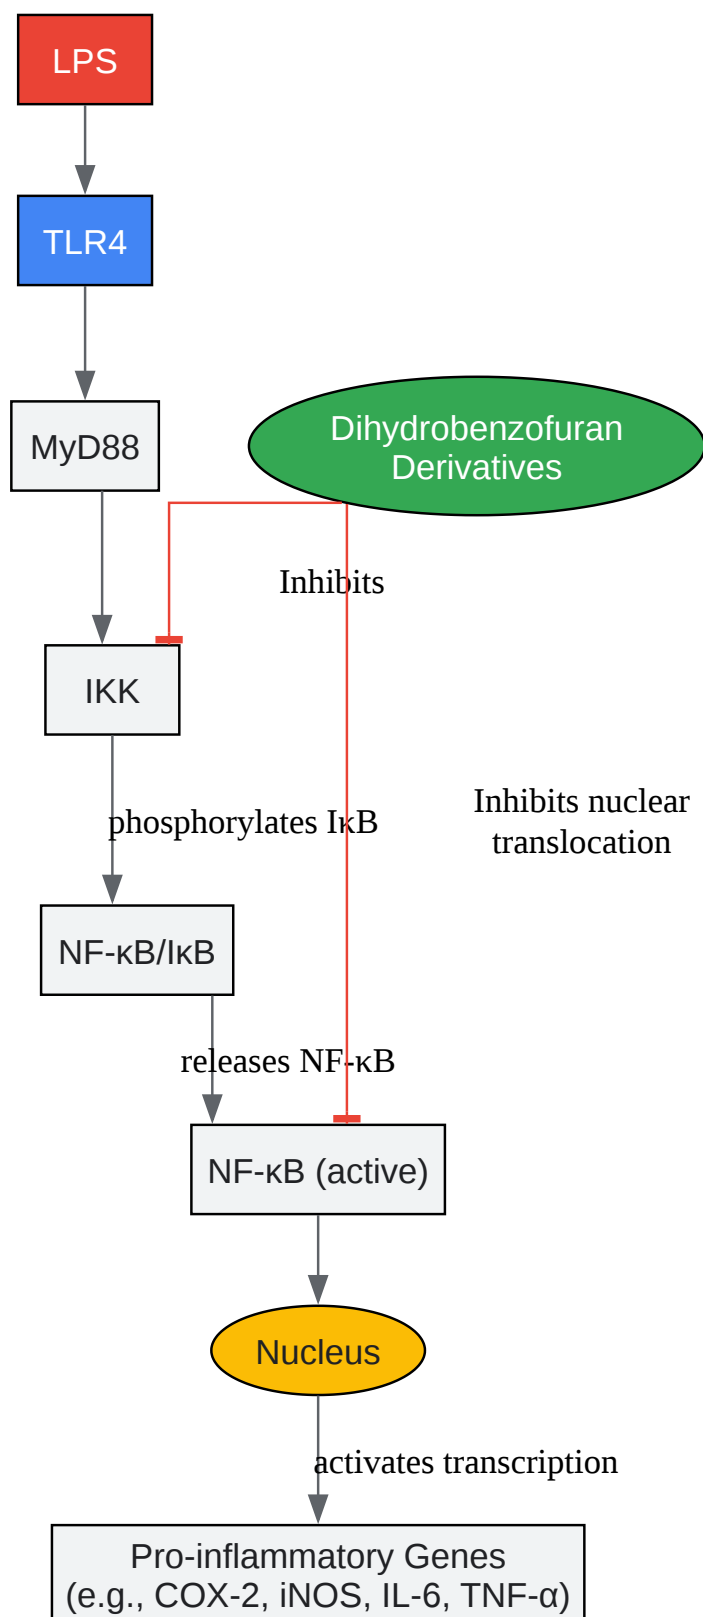 LPS
TLR4
MyD88
Dihydrobenzofuran
Derivatives
Inhibits
IKK
phosphorylates IκB
Inhibits nuclear
translocation
NF-κB/IκB
releases NF-κB
NF-κB (active)
Nucleus
activates transcription
Pro-inflammatory Genes
(e.g., COX-2, iNOS, IL-6, TNF-α)